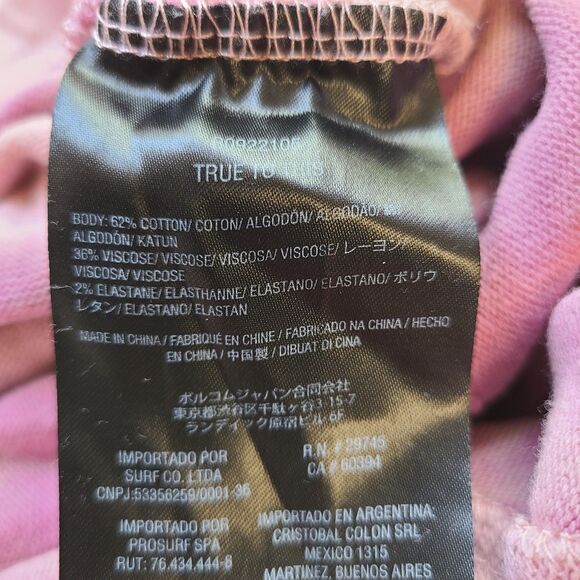 TRUE TO
BODY: 62% COTTON/ COTON/ ALGODÓN/ ALGODÃO/
ALGODÓN/ KATUN
36% VISCOSE/ VISCOSE/ VISCOSA/ VISCOSE/ レーヨン/
VISCOSA/ VISCOSE
2% ELASTANE/ ELASTHANNE/ ELASTANO/ ELASTANO/ ポリウ
レタン/ ELASTANO/ ELASTAN
MADE IN CHINA / FABRIQUÉ EN CHINE / FABRICADO NA CHINA / HECHO
EN CHINA / 中国製 / DIBUAT DI CINA
ボルコムジャパン合同会社
東京都渋谷区千駄ヶ谷3-15-7
ランディック原宿ビル 6F
IMPORTADO POR
SURF CO. LTDA
CNPJ:53356259/0001-36
R.N. # 29745
CA # 60394
IMPORTADO POR
PROSURF SPA
RUT: 76.434.444-8
IMPORTADO EN ARGENTINA:
CRISTOBAL COLON SRL
MEXICO 1315
MARTINEZ, BUENOS AIRES